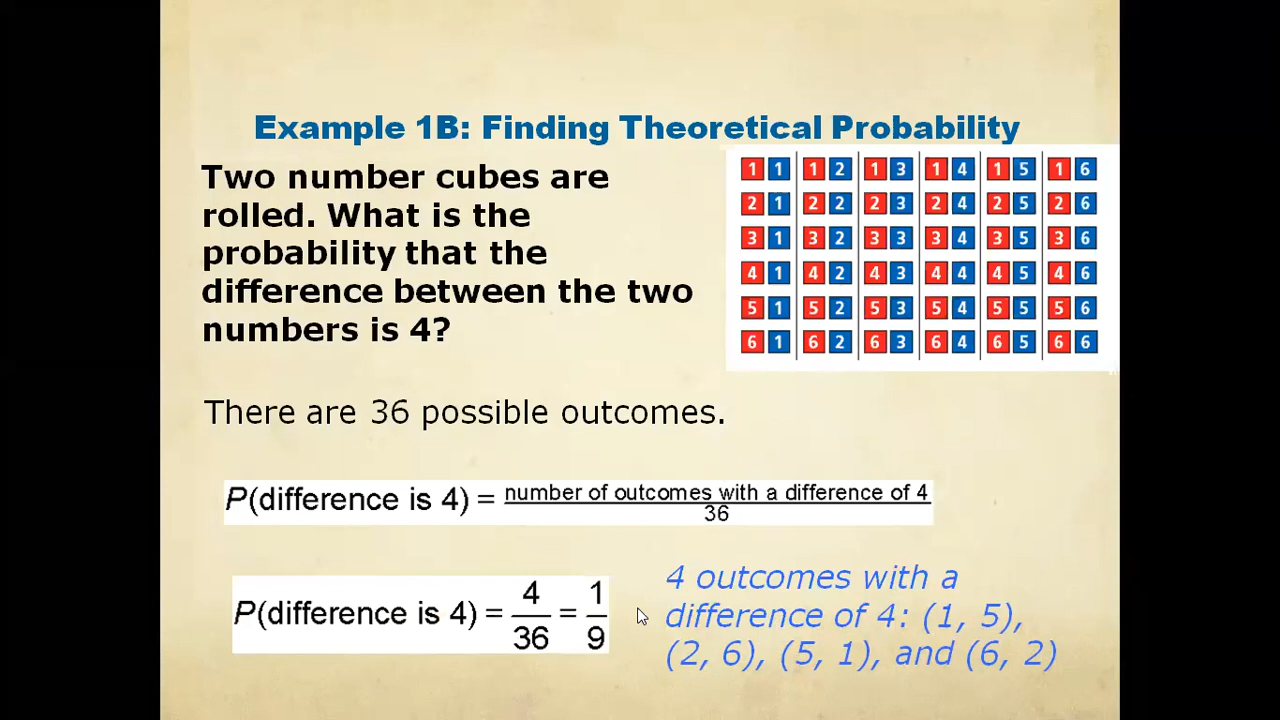 Example 1B: Finding Theoretical Probability
Two number cubes are
rolled. What is the
probability that the
difference between the two
numbers is 4?
1 1 1 2 1 3 1 4 1 5 1 6
2 1 2 2 2 3 2 4 2 5 2 6
3 1 3 2 3 3 3 4 3 5 3 6
4 1 4 2 4 3 4 4 4 5 4 6
5 1 5 2 5 3 5 4 5 5 5 6
6 1 6 2 6 3 6 4 6 5 6 6
There are 36 possible outcomes.
P(difference is 4) = number of outcomes with a difference of 4
36
P(difference is 4) = 4/36 = 1/9
4 outcomes with a
difference of 4: (1, 5),
(2, 6), (5, 1), and (6, 2)